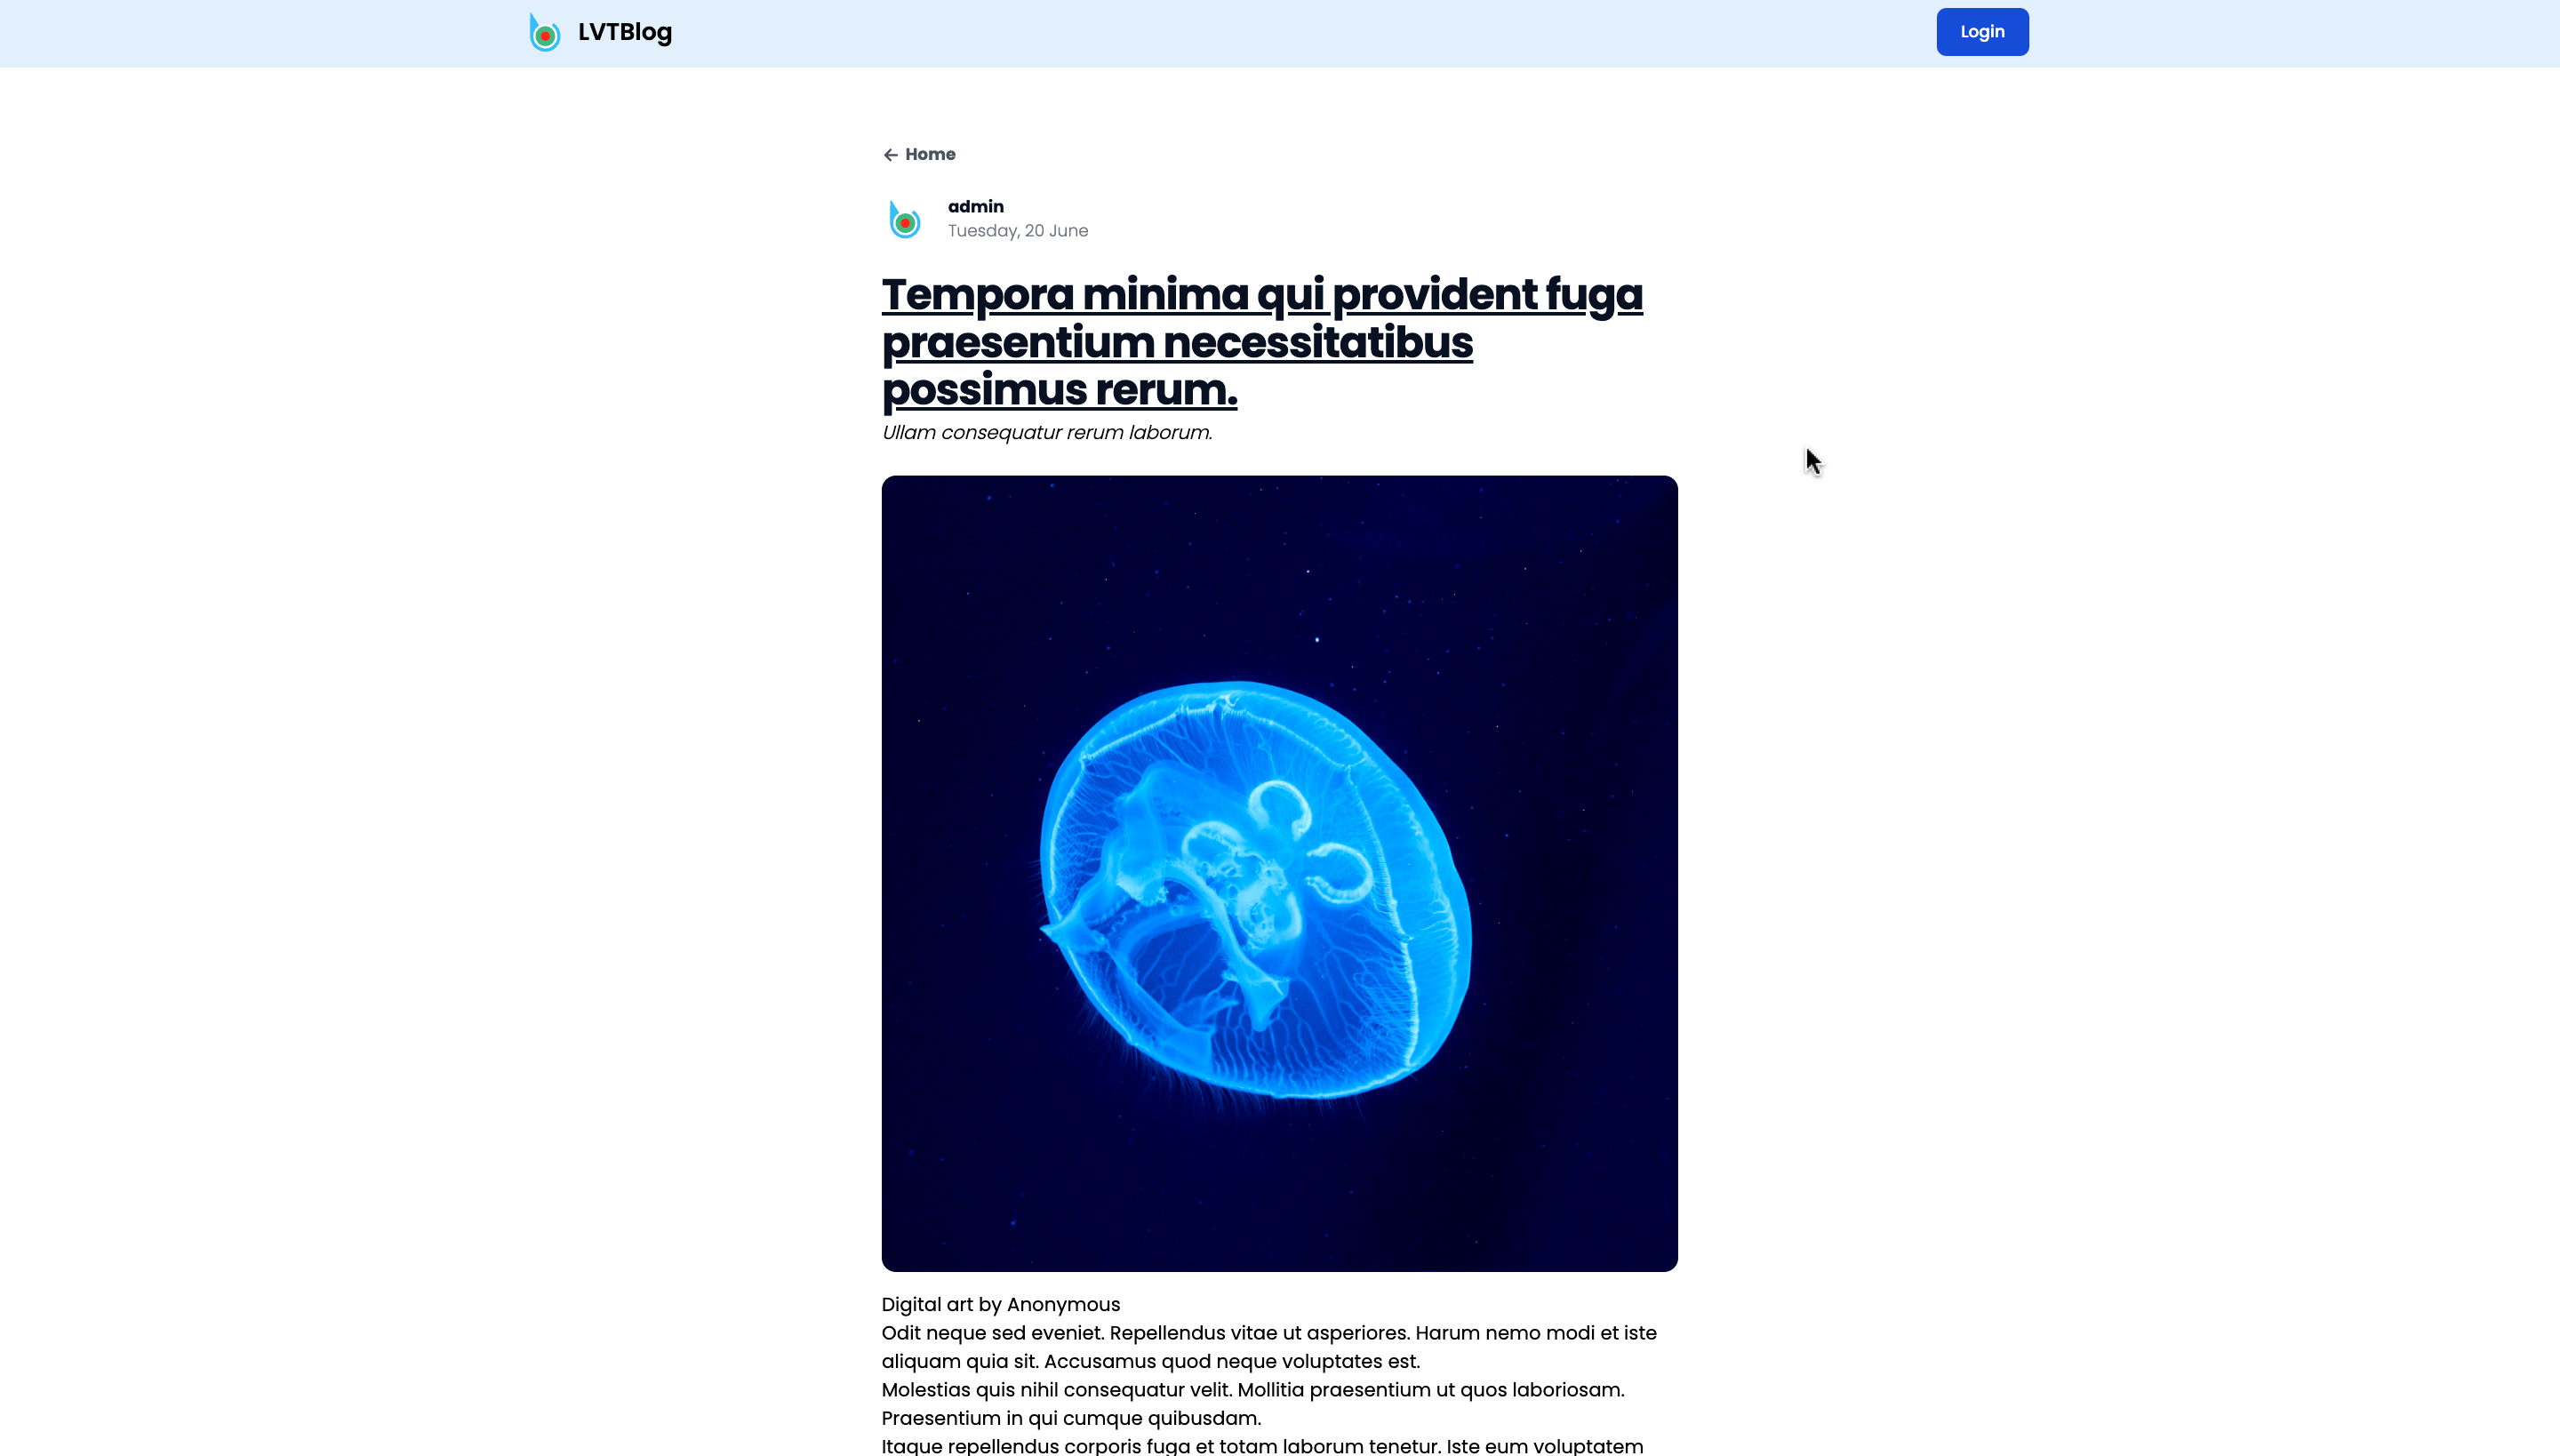 LVTBlog
Login
Home
admin
Tuesday, 20 June
Tempora minima qui provident fuga
praesentium necessitatibus
possimus rerum.
Ullam consequatur rerum laborum.
Digital art by Anonymous
Odit neque sed eveniet. Repellendus vitae ut asperiores. Harum nemo modi et iste
aliquam quia sit. Accusamus quod neque voluptates est.
Molestias quis nihil consequatur velit. Mollitia praesentium ut quos laboriosam.
Praesentium in qui cumque quibusdam.
Itaque repellendus corporis fuga et totam laborum tenetur. Iste eum voluptatem